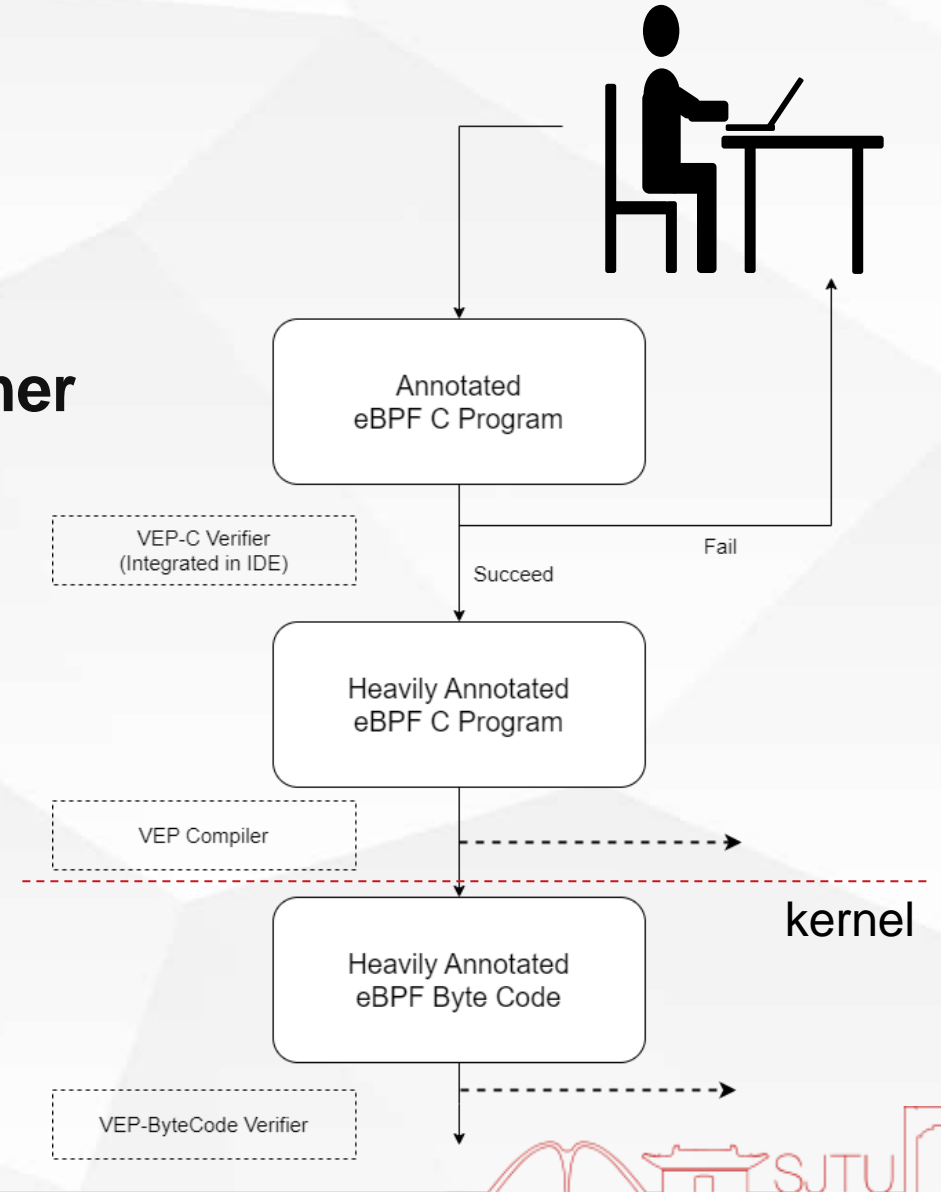 Annotated
eBPF C Program
VEP-C Verifier
(Integrated in IDE)
Fail
Succeed
Heavily Annotated
eBPF C Program
VEP Compiler
kernel
Heavily Annotated
eBPF Byte Code
VEP-ByteCode Verifier
SJTU